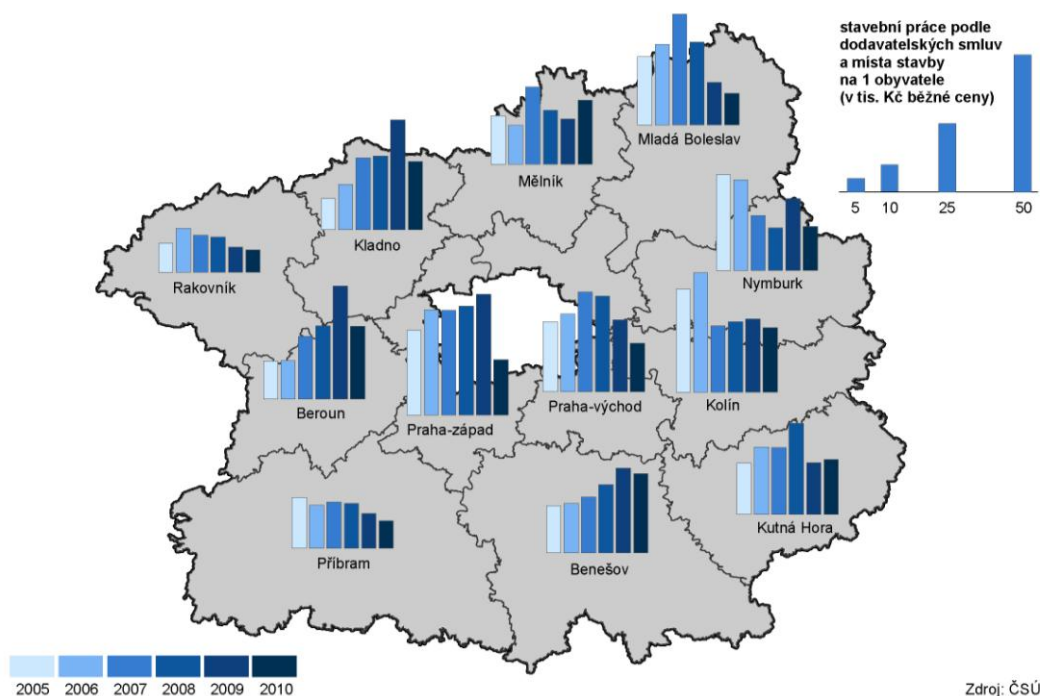 stavební práce podle
dodavatelských smluv
a místa stavby
na 1 obyvatele
(v tis. Kč běžné ceny)
5 10 25 50
Mladá Boleslav
Mělník
Kladno
Rakovník
Nymburk
Beroun
Praha-západ
Praha-východ
Kolín
Kutná Hora
Příbram
Benešov
2005 2006 2007 2008 2009 2010
Zdroj: ČSÚ